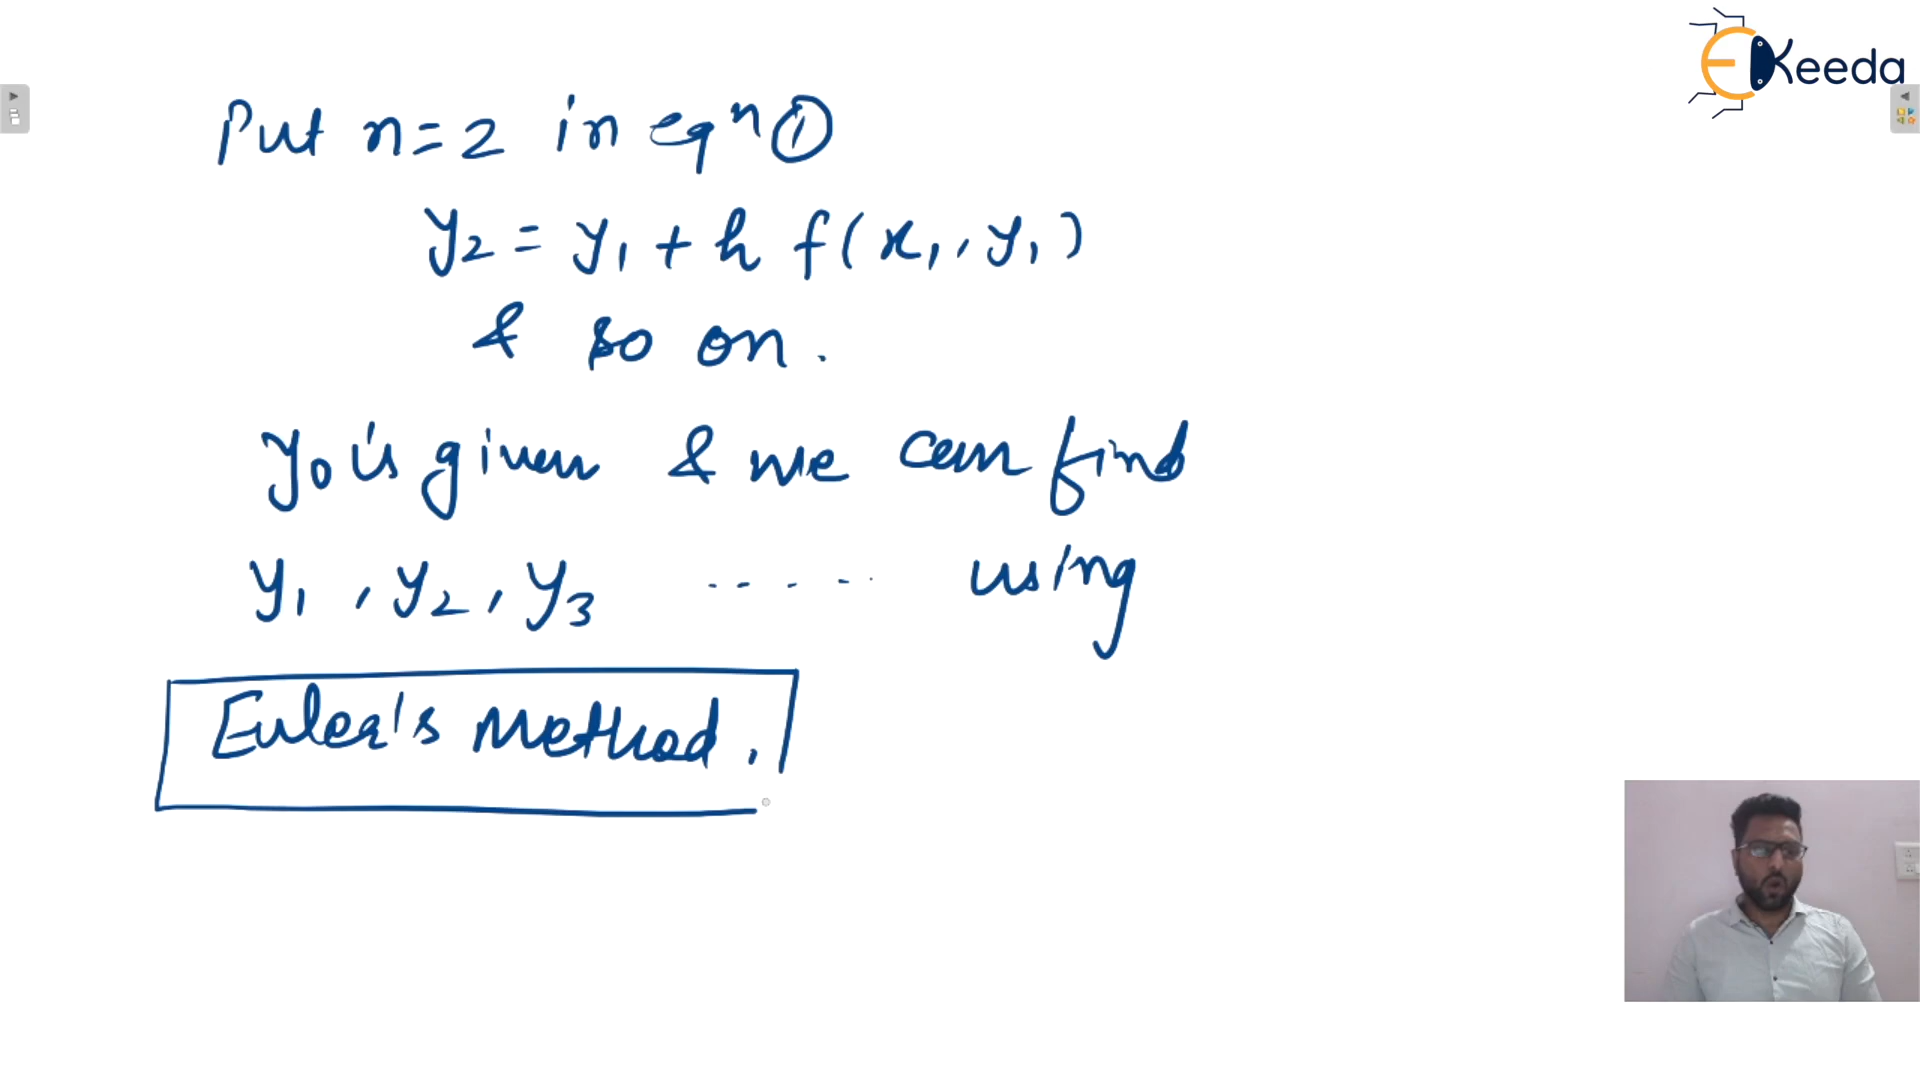 EKeeda
Put n=2 in eqⁿ ①
y₂ = y₁ + h f(x₁, y₁)
& so on.
y₀ is given & we can find
y₁, y₂, y₃ ..... using
Euler's Method.